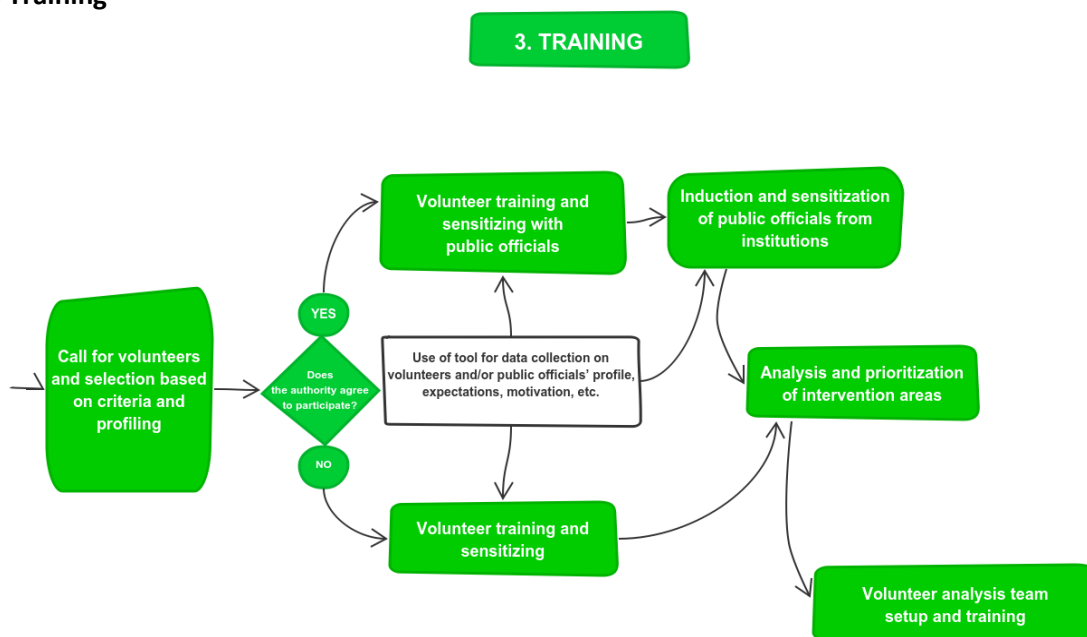 Training
3. TRAINING
Volunteer training and
sensitizing with
public officials
Induction and sensitization
of public officials from
institutions
YES
Call for volunteers
and selection based
on criteria and
profiling
Does
the authority agree
to participate?
Use of tool for data collection on
volunteers and/or public officials’ profile,
expectations, motivation, etc.
Analysis and prioritization
of intervention areas
NO
Volunteer training and
sensitizing
Volunteer analysis team
setup and training